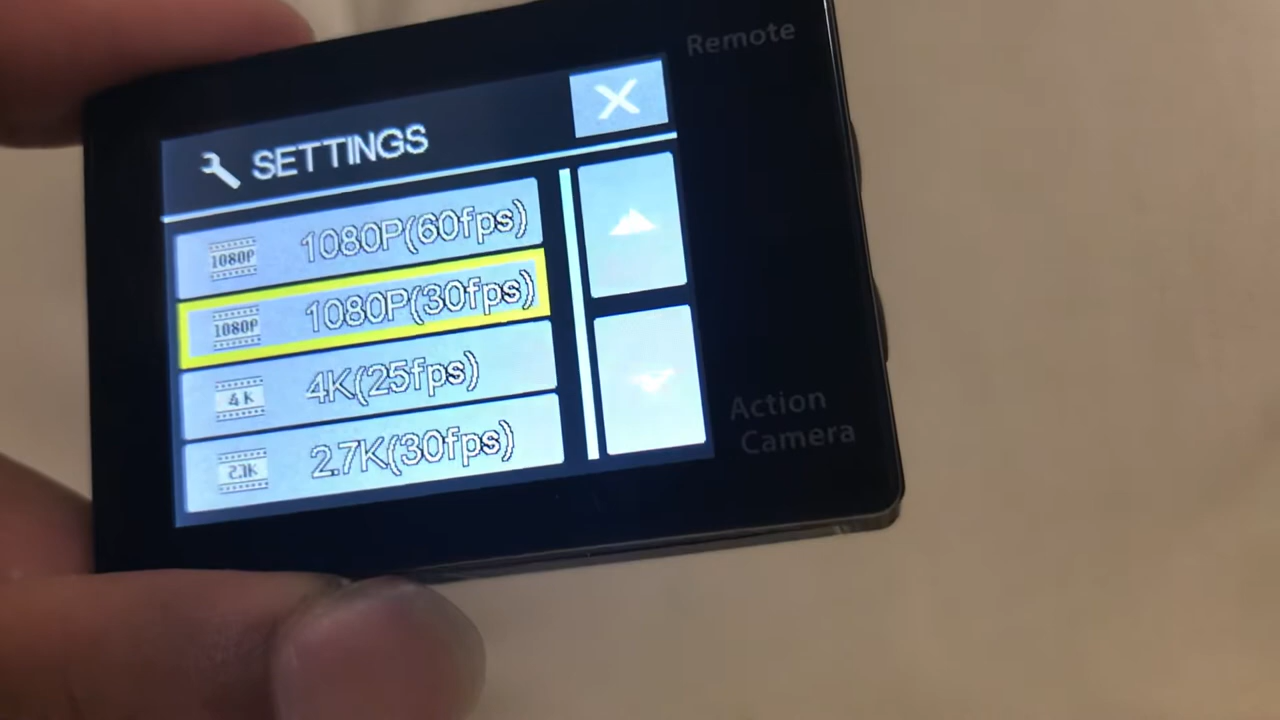 Remote
SETTINGS
X
1080P 1080P(60fps)
1080P 1080P(30fps)
4K 4K(25fps)
2.7K 2.7K(30fps)
Action
Camera